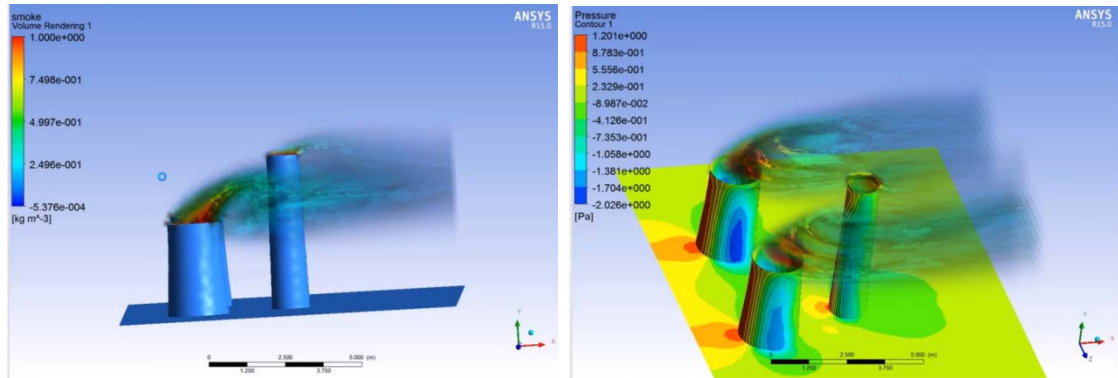 smoke
Volume Rendering 1
1.000e+000
7.498e-001
4.997e-001
2.496e-001
-5.376e-004
[kg m^-3]
ANSYS
R15.0
Y
X
0 2.500 5.000 (m)
1.250 3.750
Pressure
Contour 1
1.201e+000
8.783e-001
5.556e-001
2.329e-001
-8.987e-002
-4.126e-001
-7.353e-001
-1.058e+000
-1.381e+000
-1.704e+000
-2.026e+000
[Pa]
ANSYS
R15.0
Y
X
Z
0 2.500 5.000 (m)
1.250 3.750